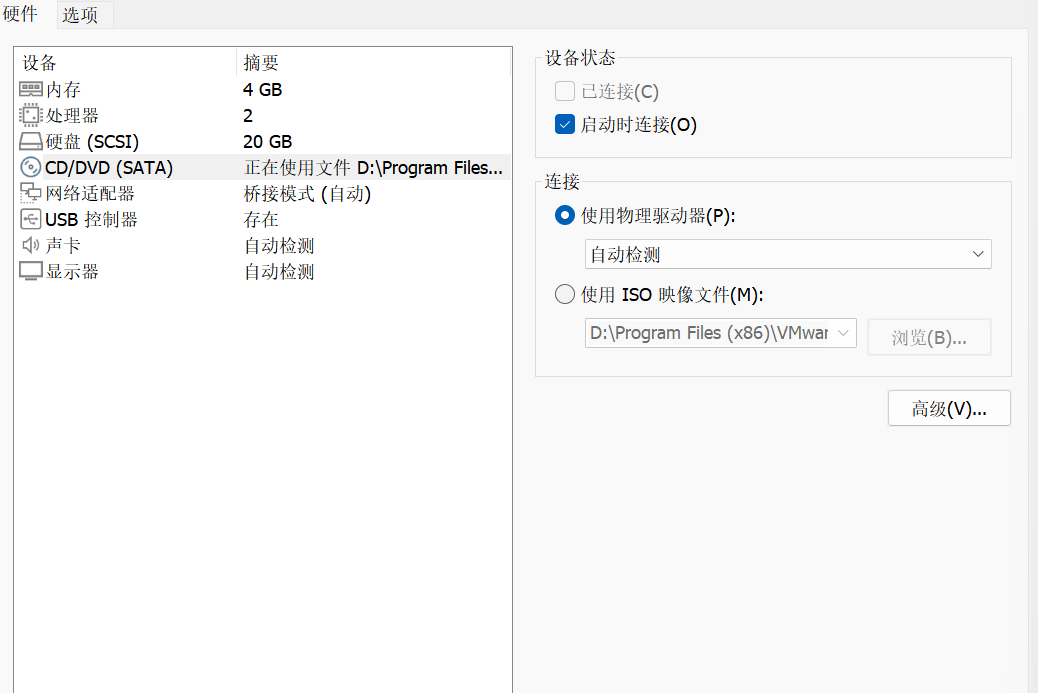 硬件 选项
设备 摘要
内存 4 GB
处理器 2
硬盘 (SCSI) 20 GB
CD/DVD (SATA) 正在使用文件 D:\Program Files...
网络适配器 桥接模式 (自动)
USB 控制器 存在
声卡 自动检测
显示器 自动检测
设备状态
已连接(C)
启动时连接(O)
连接
使用物理驱动器(P):
自动检测
使用 ISO 映像文件(M):
D:\Program Files (x86)\VMwar 浏览(B)...
高级(V)...